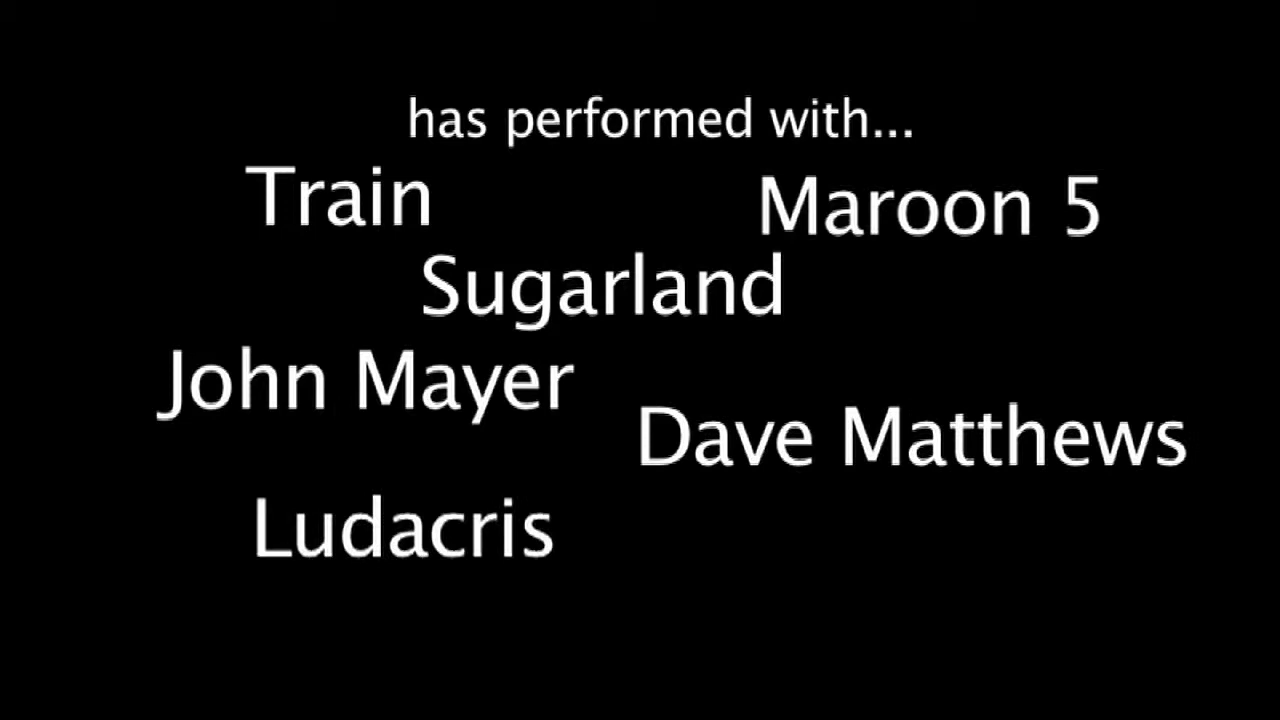 has performed with...
Train
Maroon 5
Sugarland
John Mayer
Dave Matthews
Ludacris